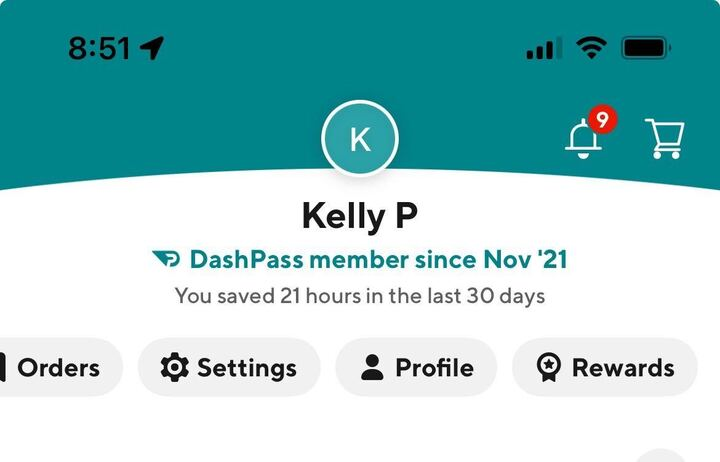 8:51
9
K
Kelly P
DashPass member since Nov '21
You saved 21 hours in the last 30 days
Orders Settings Profile Rewards